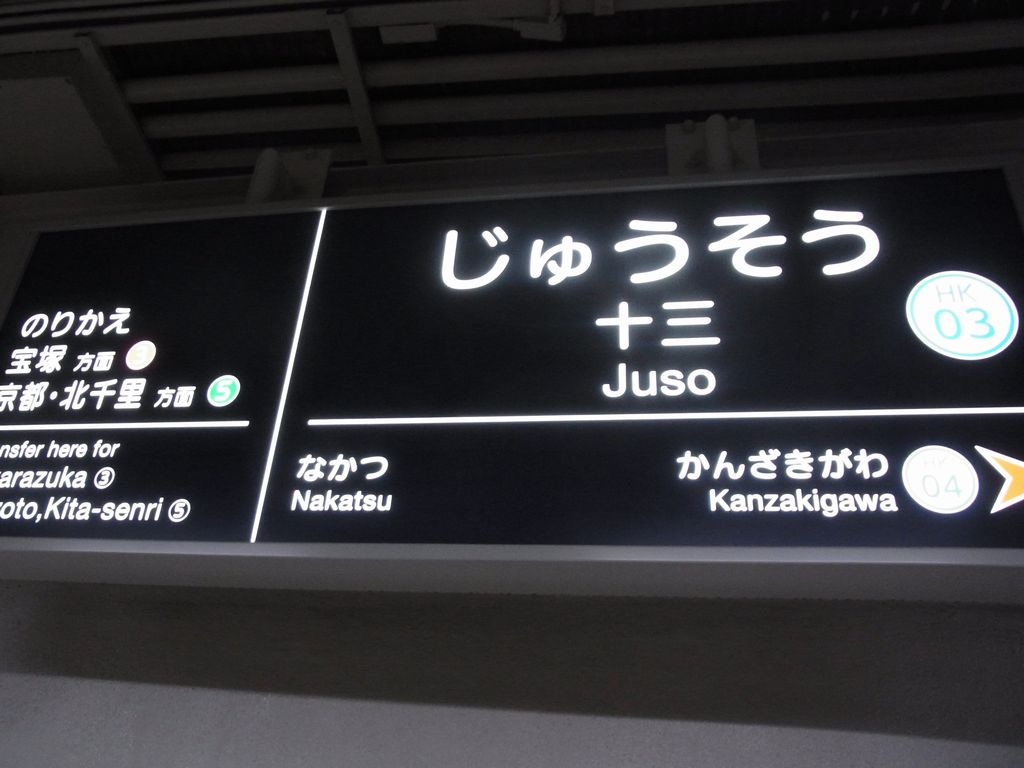 のりかえ
宝塚 方面 3
京都・北千里 方面 5
nsfer here for
arazuka ③
oto,Kita-senri ⑤
じゅうそう
十三
Juso
HK
03
なかつ
Nakatsu
かんざきがわ
Kanzakigawa
HK
04